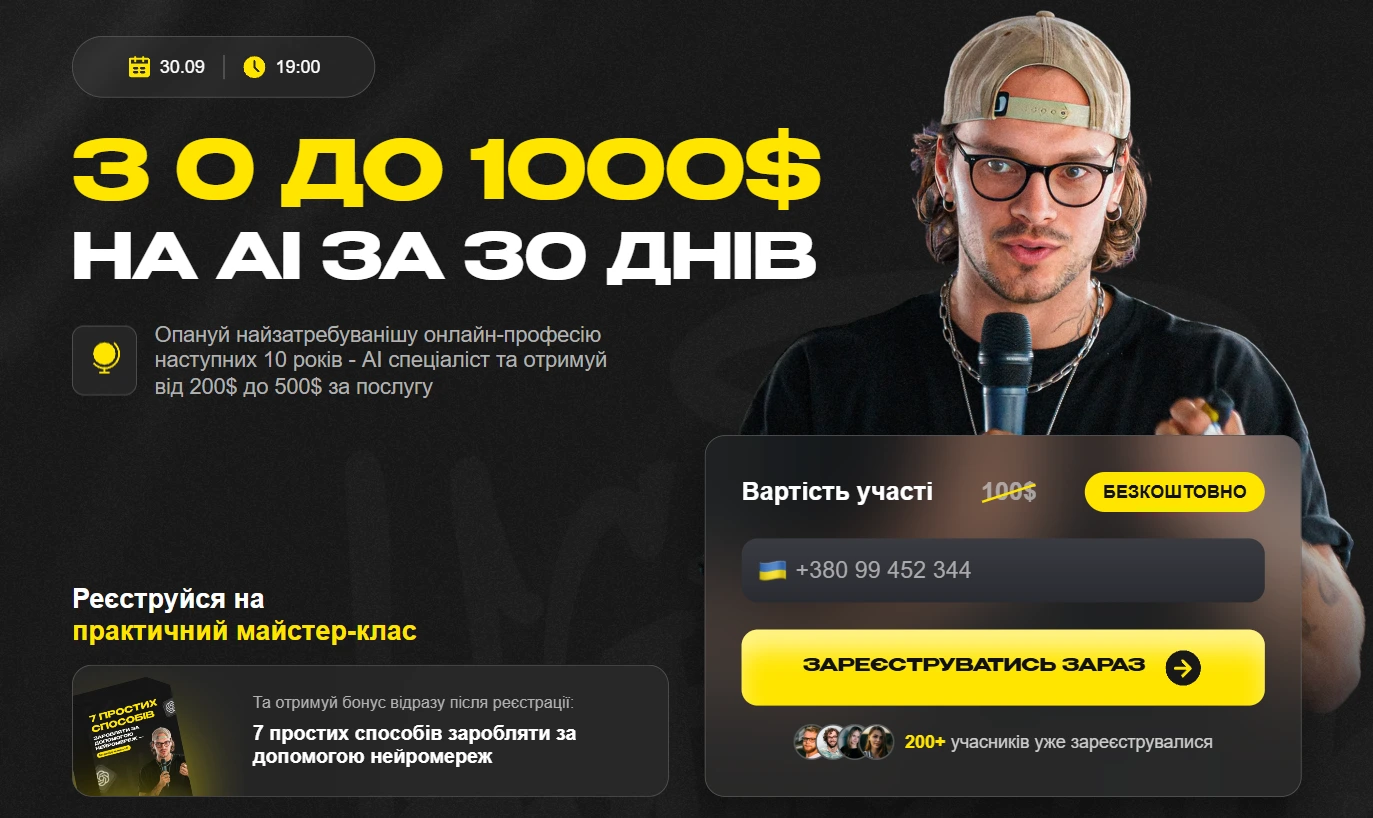 30.09 | 19:00
З 0 ДО 1000$
НА АІ ЗА 30 ДНІВ
Опануй найзатребуванішу онлайн-професію
наступних 10 років - АІ спеціаліст та отримуй
від 200$ до 500$ за послугу
Реєструйся на
практичний майстер-клас
7 ПРОСТИХ
СПОСОБІВ
ЗАРОБЛЯТИ ЗА
ДОПОМОГОЮ
НЕЙРОМЕРЕЖ
Та отримуй бонус відразу після реєстрації:
7 простих способів заробляти за
допомогою нейромереж
Вартість участі 100$ БЕЗКОШТОВНО
+380 99 452 344
ЗАРЕЄСТРУВАТИСЬ ЗАРАЗ
200+ учасників уже зареєструвалися